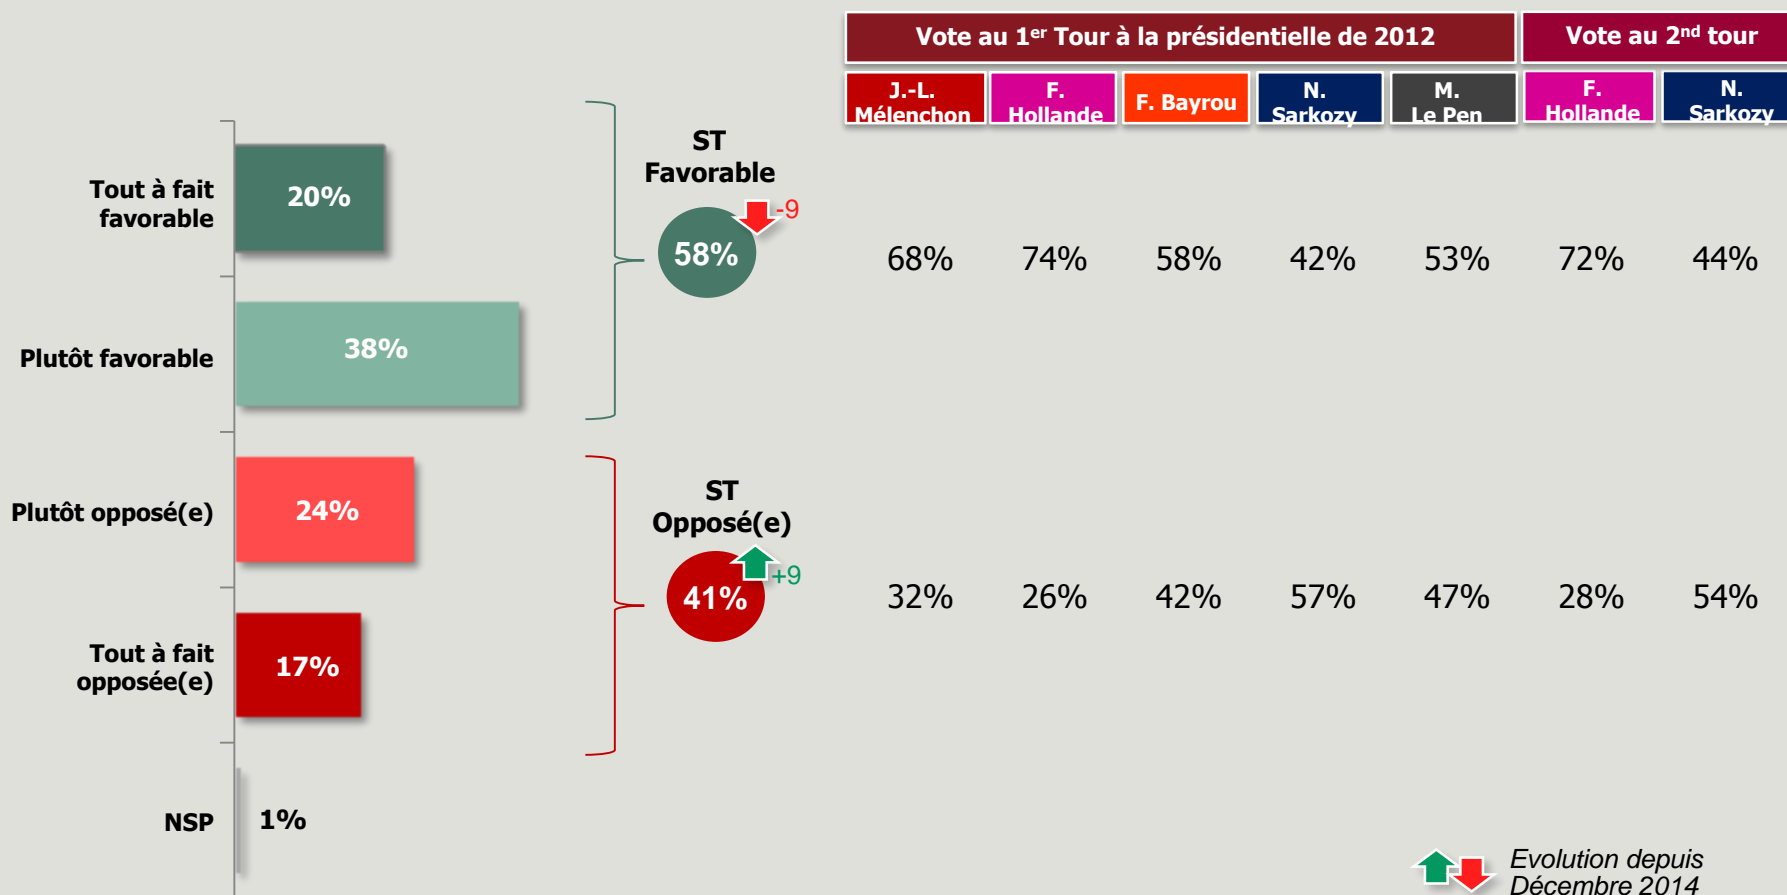 Vote au 1er Tour à la présidentielle de 2012
Vote au 2nd tour
J.-L.
Mélenchon
F.
Hollande
F. Bayrou
N.
Sarkozy
M.
Le Pen
F.
Hollande
N.
Sarkozy
Tout à fait
favorable
20%
Plutôt favorable
38%
ST
Favorable
-9
58%
68% 74% 58% 42% 53% 72% 44%
Plutôt opposé(e)
24%
Tout à fait
opposée(e)
17%
ST
Opposé(e)
+9
41%
32% 26% 42% 57% 47% 28% 54%
NSP
1%
Evolution depuis
Décembre 2014